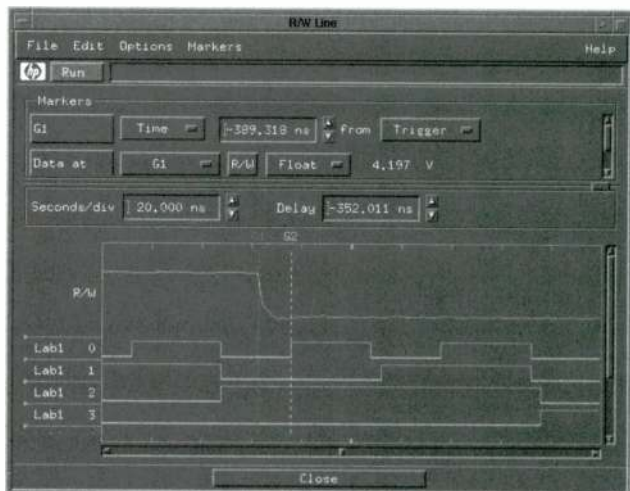 R/W Line
File Edit Options Markers Help
hp Run
Markers
G1 Time -389.318 ns from Trigger
Data at G1 R/W Float 4.197 V
Seconds/div 20.000 ns Delay -352.011 ns
G2
R/W
Lab1 0
Lab1 1
Lab1 2
Lab1 3
Close